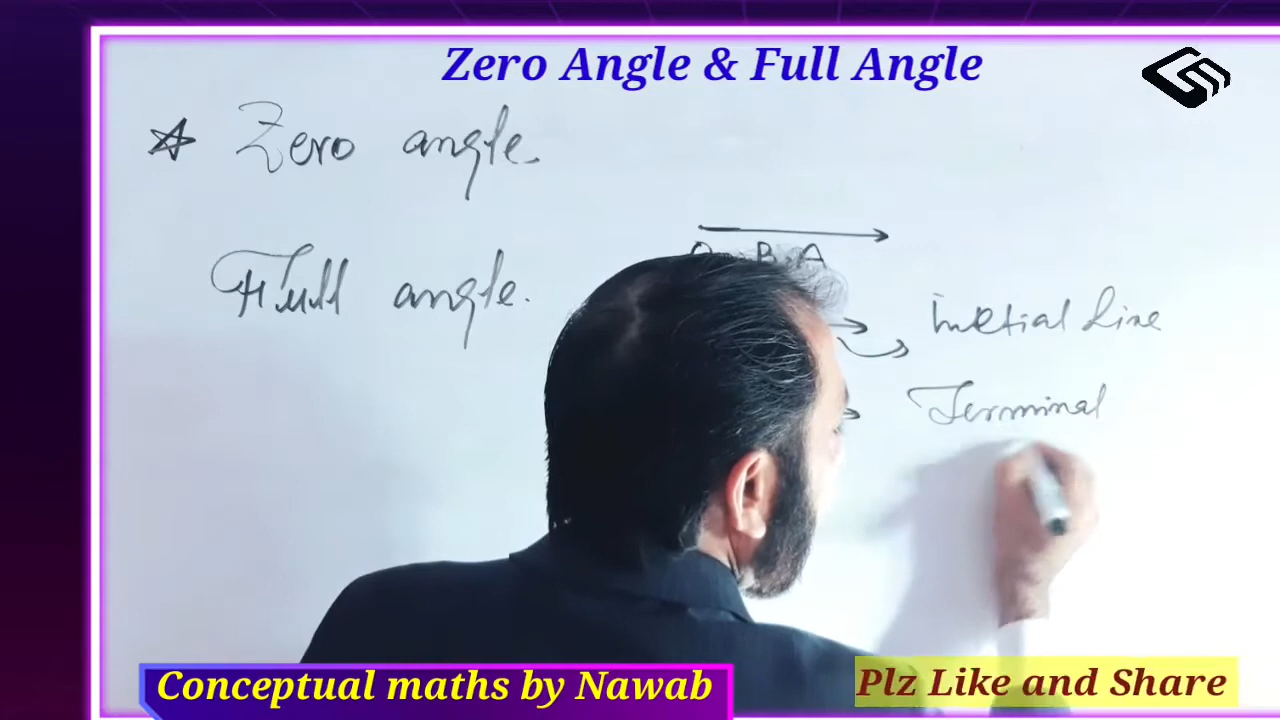 Zero Angle & Full Angle
Zero angle
O B A
Full angle.
Initial Line
Terminal
Conceptual maths by Nawab
Plz Like and Share